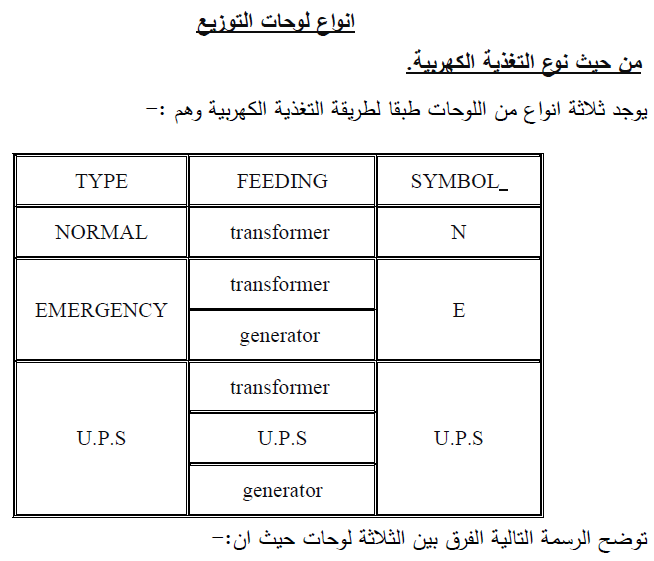 انواع لوحات التوزيع
من حيث نوع التغذية الكهربية.
يوجد ثلاثة انواع من اللوحات طبقا لطريقة التغذية الكهربية وهم :-
TYPE FEEDING SYMBOL_
NORMAL transformer N
EMERGENCY transformer E
generator
U.P.S transformer U.P.S
U.P.S
generator
توضح الرسمة التالية الفرق بين الثلاثة لوحات حيث ان:-